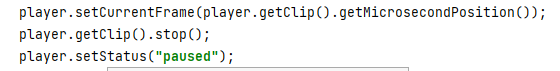 player.setCurrentFrame(player.getClip().getMicrosecondPosition());
player.getClip().stop();
player.setStatus("paused");